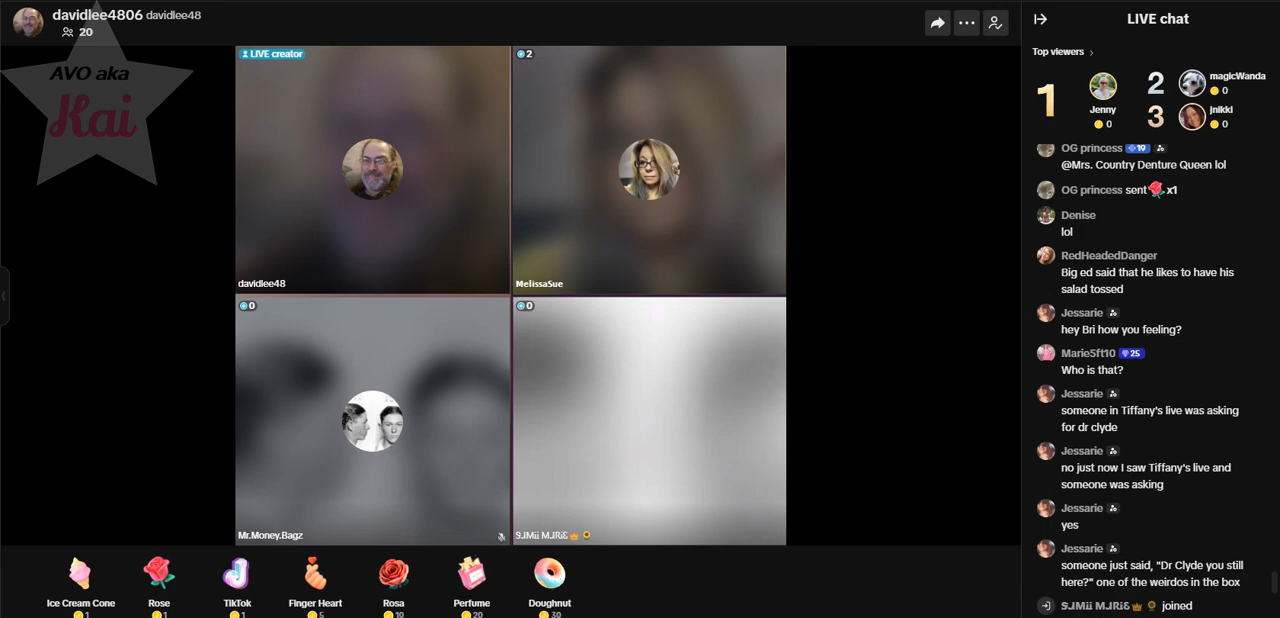 davidlee4806 davidlee48
20
AVO aka
Kai
LIVE creator
davidlee48
2
MelissaSue
0
Mr.Money.Bagz
0
Ice Cream Cone
1
Rose
1
TikTok
1
Finger Heart
5
Rosa
10
Perfume
20
Doughnut
30
LIVE chat
Top viewers
1
Jenny
0
2
magicWanda
0
3
jnikki
0
OG princess 19
@Mrs. Country Denture Queen lol
OG princess sent x1
Denise
lol
RedHeadedDanger
Big ed said that he likes to have his
salad tossed
Jessarie
hey Bri how you feeling?
Marie5ft10 25
Who is that?
Jessarie
someone in Tiffany's live was asking
for dr clyde
Jessarie
no just now I saw Tiffany's live and
someone was asking
Jessarie
yes
Jessarie
someone just said, "Dr Clyde you still
here?" one of the weirdos in the box
joined